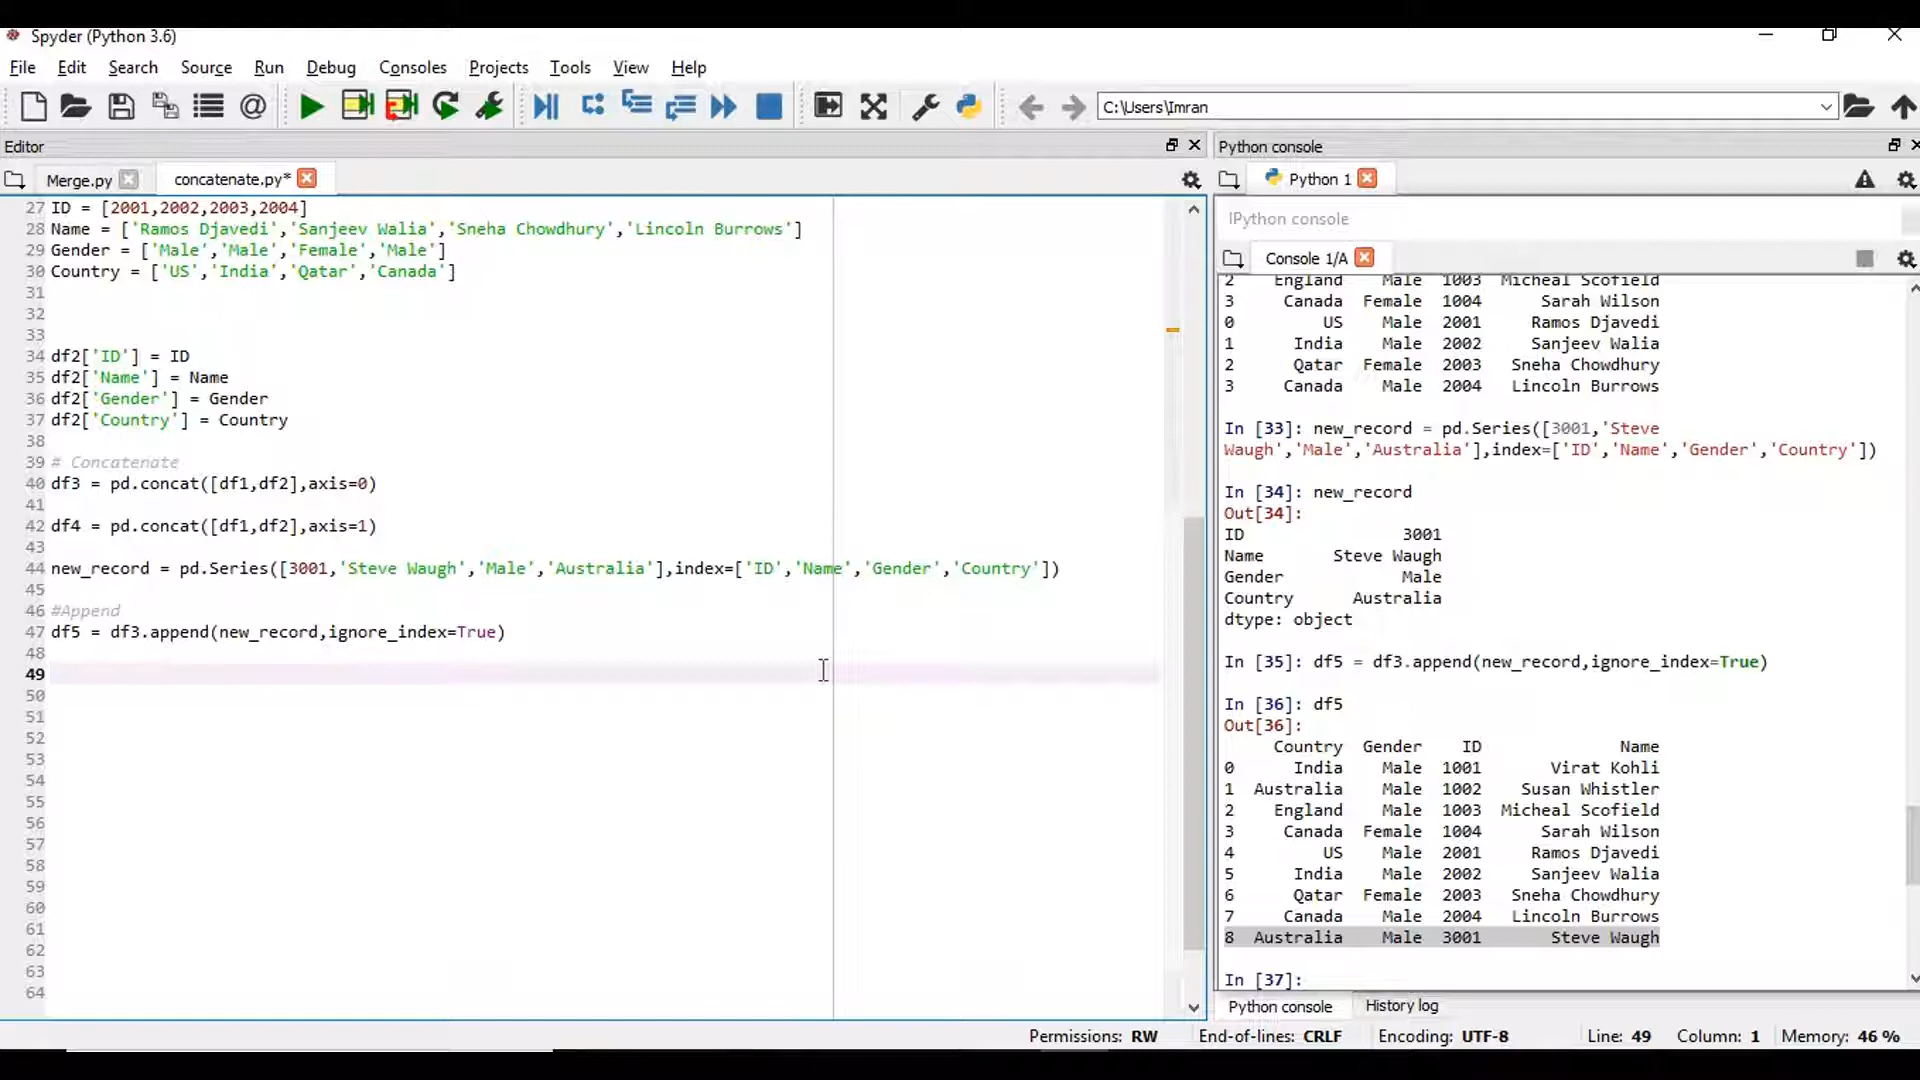 Spyder (Python 3.6)
File Edit Search Source Run Debug Consoles Projects Tools View Help
C:\Users\Imran
Editor
Python console
Merge.py
concatenate.py*
Python 1
IPython console
Console 1/A
27 ID = [2001,2002,2003,2004]
28 Name = ['Ramos Djavedi','Sanjeev Walia','Sneha Chowdhury','Lincoln Burrows']
29 Gender = ['Male','Male','Female','Male']
30 Country = ['US','India','Qatar','Canada']
31
32
33
34 df2['ID'] = ID
35 df2['Name'] = Name
36 df2['Gender'] = Gender
37 df2['Country'] = Country
38
39 # Concatenate
40 df3 = pd.concat([df1,df2],axis=0)
41
42 df4 = pd.concat([df1,df2],axis=1)
43
44 new_record = pd.Series([3001,'Steve Waugh','Male','Australia'],index=['ID','Name','Gender','Country'])
45
46 #Append
47 df5 = df3.append(new_record,ignore_index=True)
48
49
50
51
52
53
54
55
56
57
58
59
60
61
62
63
64
2 England Male 1003 Micheal Scofield
3 Canada Female 1004 Sarah Wilson
0 US Male 2001 Ramos Djavedi
1 India Male 2002 Sanjeev Walia
2 Qatar Female 2003 Sneha Chowdhury
3 Canada Male 2004 Lincoln Burrows
In [33]: new_record = pd.Series([3001,'Steve
Waugh','Male','Australia'],index=['ID','Name','Gender','Country'])
In [34]: new_record
Out[34]:
ID 3001
Name Steve Waugh
Gender Male
Country Australia
dtype: object
In [35]: df5 = df3.append(new_record,ignore_index=True)
In [36]: df5
Out[36]:
Country Gender ID Name
0 India Male 1001 Virat Kohli
1 Australia Male 1002 Susan Whistler
2 England Male 1003 Micheal Scofield
3 Canada Female 1004 Sarah Wilson
4 US Male 2001 Ramos Djavedi
5 India Male 2002 Sanjeev Walia
6 Qatar Female 2003 Sneha Chowdhury
7 Canada Male 2004 Lincoln Burrows
8 Australia Male 3001 Steve Waugh
In [37]:
Python console History log
Permissions: RW End-of-lines: CRLF Encoding: UTF-8 Line: 49 Column: 1 Memory: 46 %